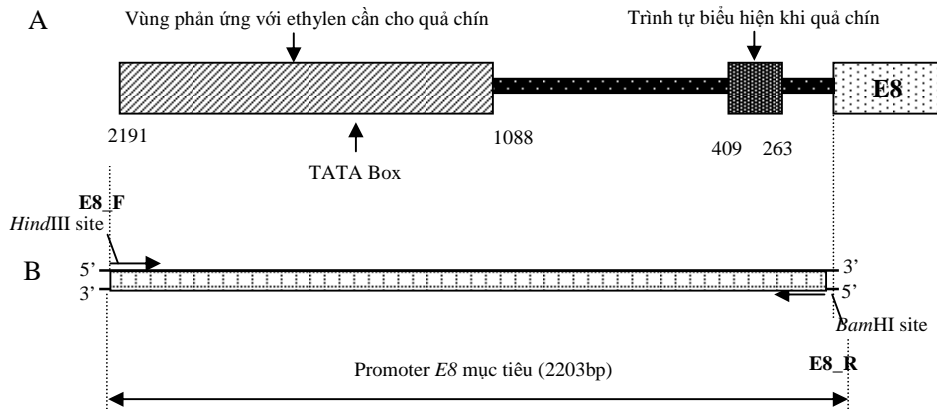 A
Vùng phản ứng với ethylen cần cho quả chín
Trình tự biểu hiện khi quả chín
E8
2191
1088
409
263
TATA Box
E8_F
HindIII site
B
5’
3’
3’
5’
BamHI site
E8_R
Promoter E8 mục tiêu (2203bp)